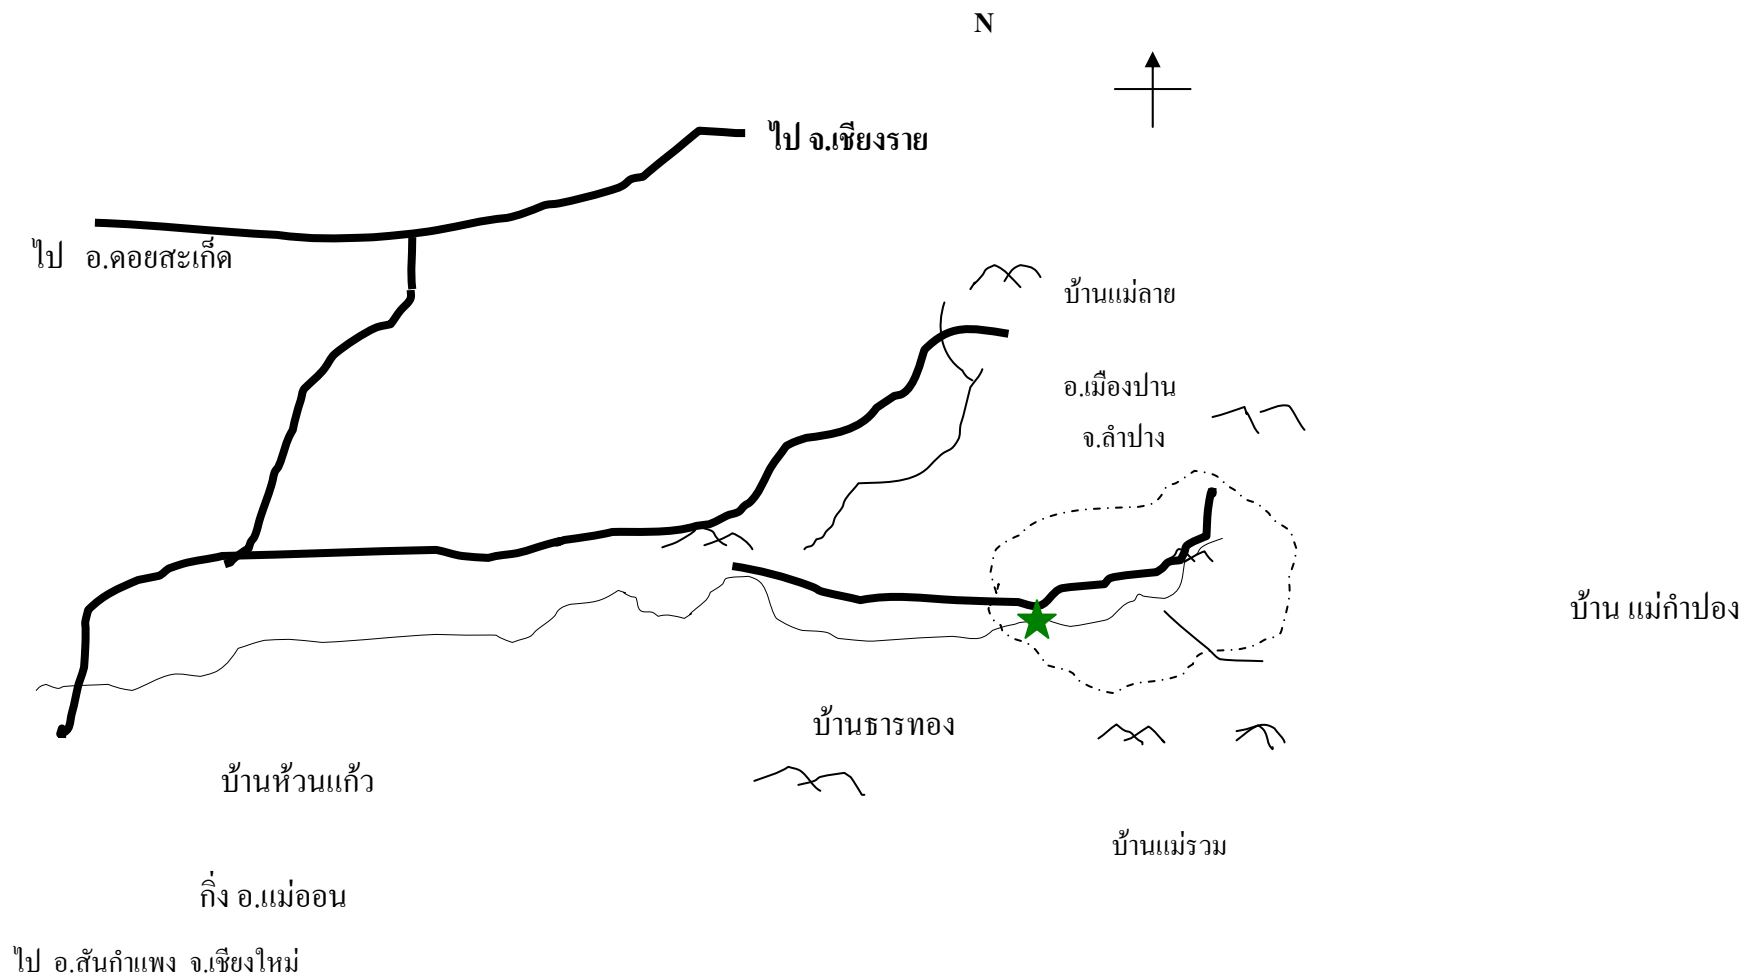 N
ไป จ.เชียงราย
ไป อ.ดอยสะเก็ด
บ้านแม่ลาย
อ.เมืองปาน
จ.ลำปาง
บ้าน แม่กำปอง
บ้านธารทอง
บ้านห้วนแก้ว
บ้านแม่รวม
กิ่ง อ.แม่ออน
ไป อ.สันกำแพง จ.เชียงใหม่